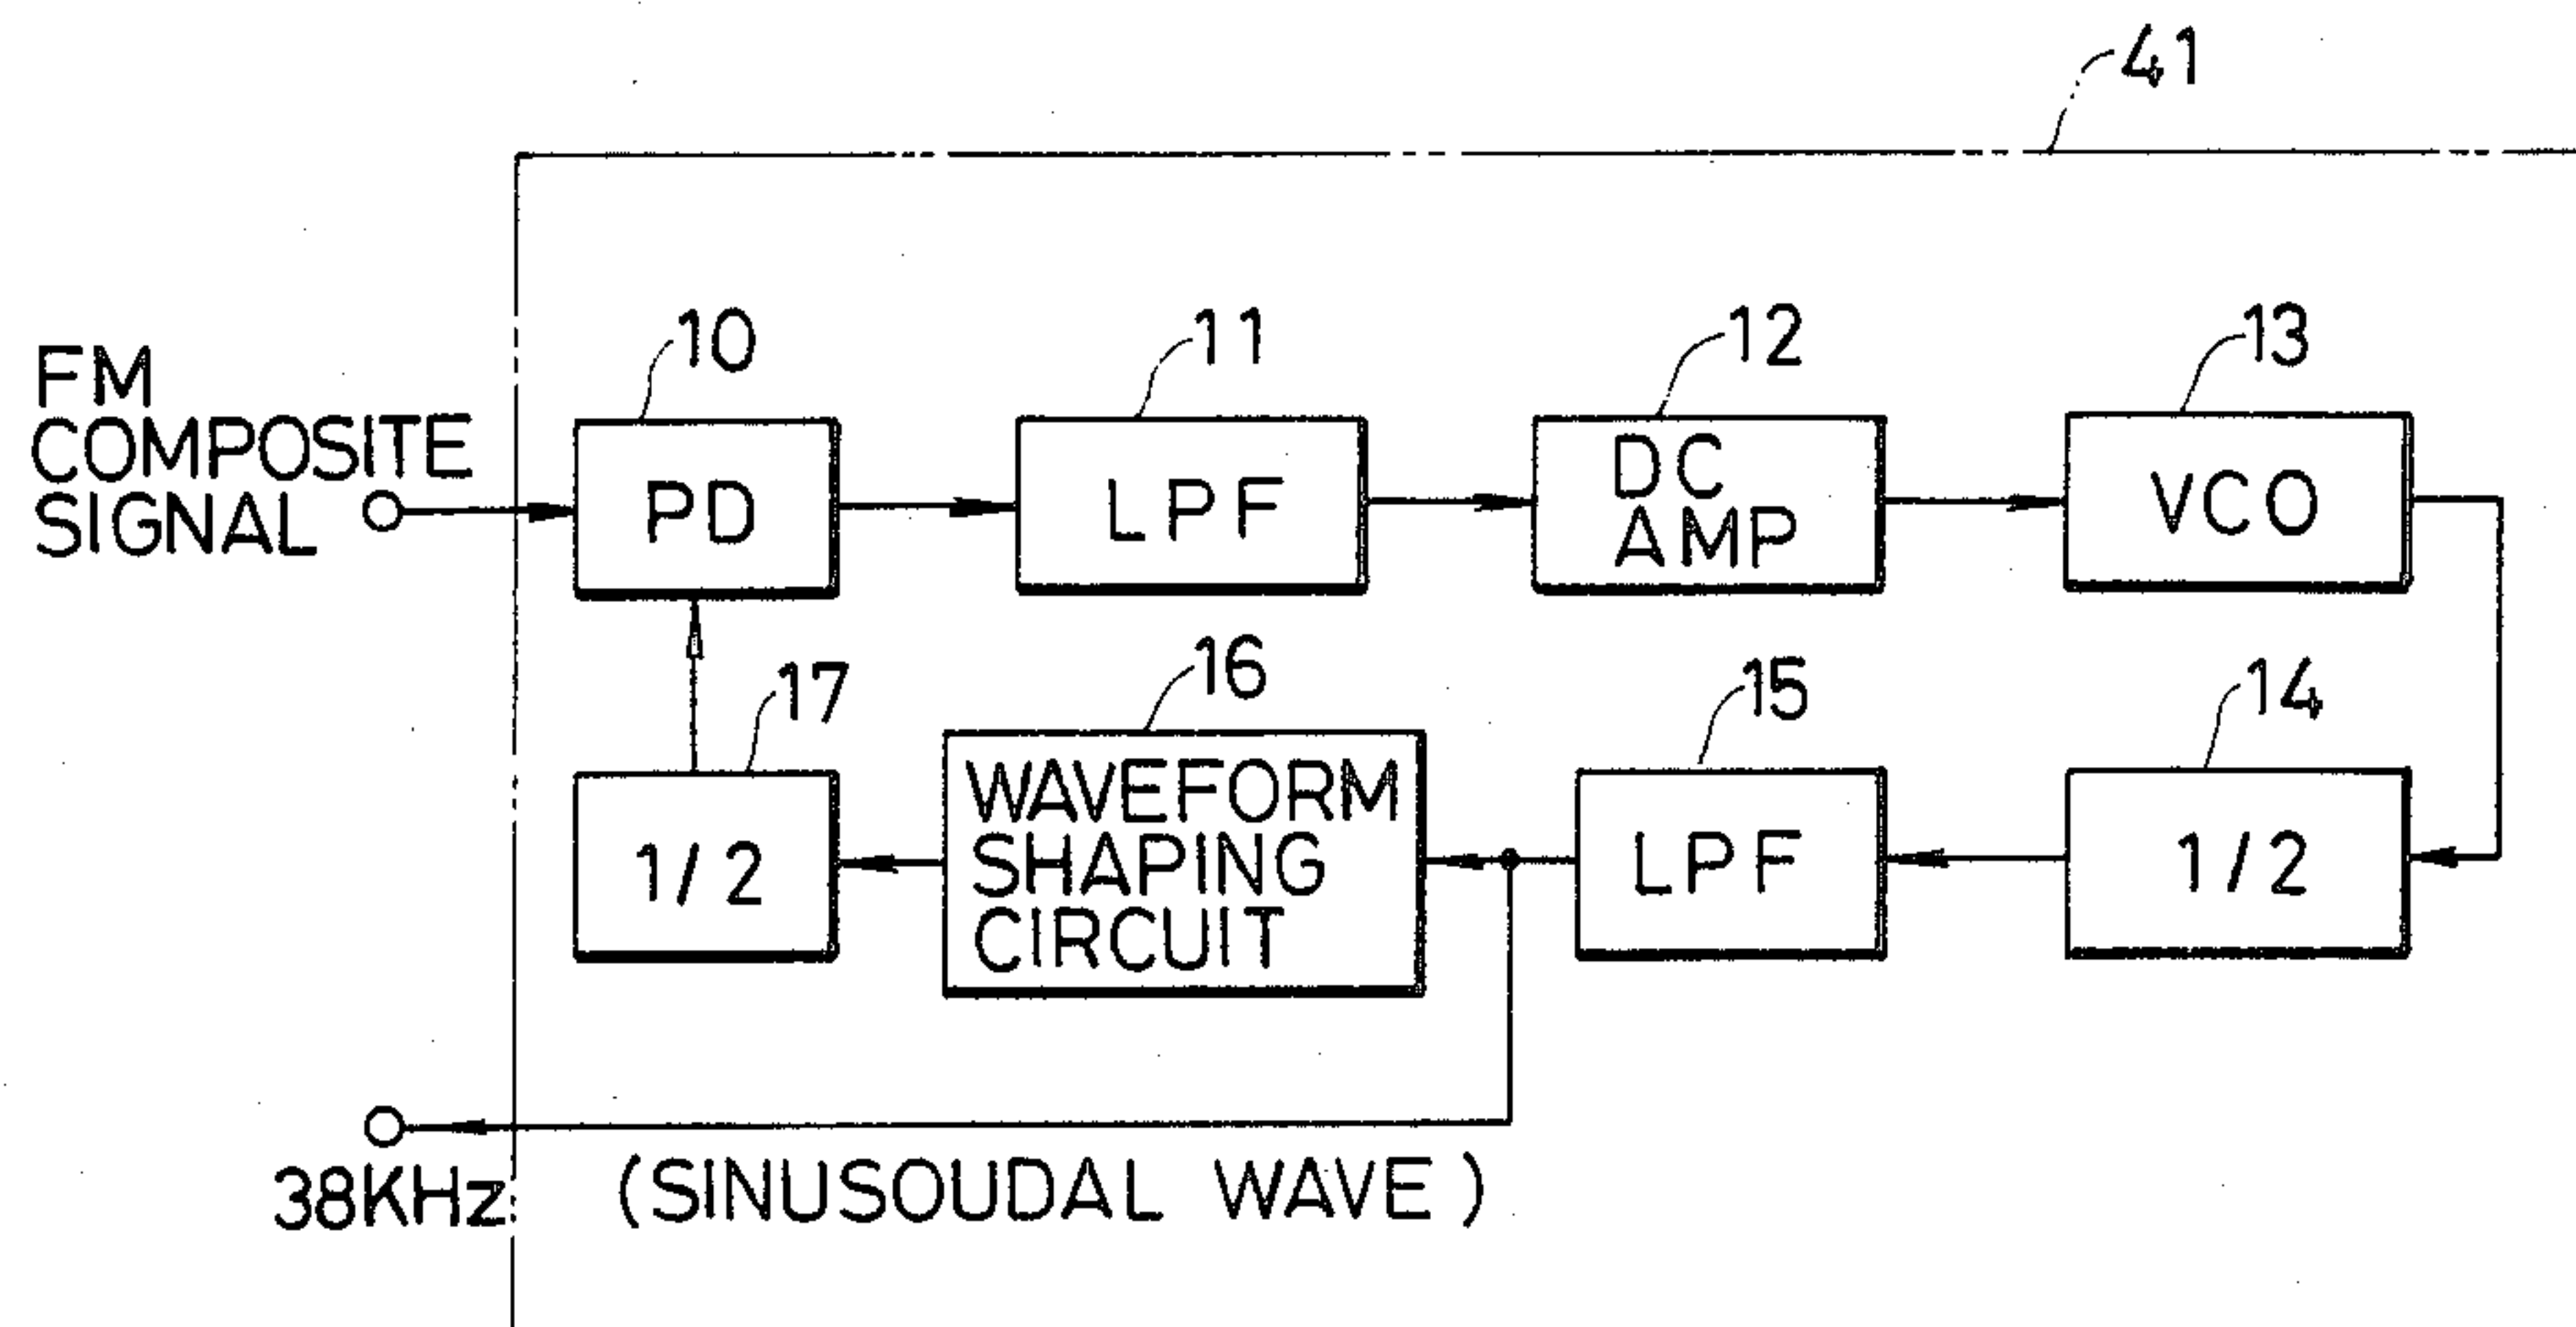 41
10
11
12
13
FM
COMPOSITE
SIGNAL
PD
LPF
DC
AMP
VCO
17
16
15
14
1/2
WAVEFORM
SHAPING
CIRCUIT
LPF
1/2
38KHz
(SINUSOUDAL WAVE)